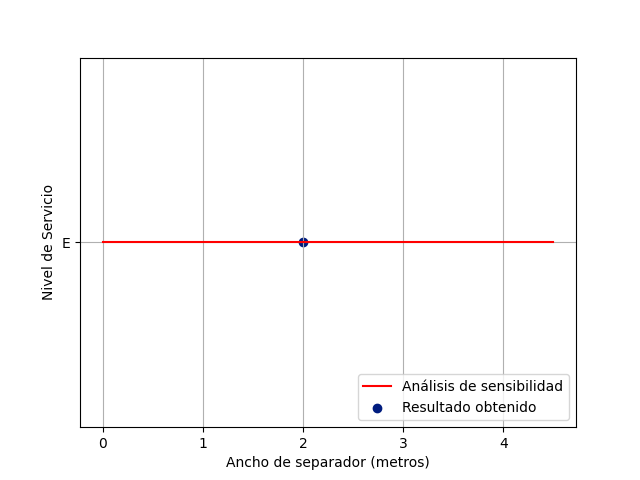 Nivel de Servicio
E
Análisis de sensibilidad
Resultado obtenido
0 1 2 3 4
Ancho de separador (metros)